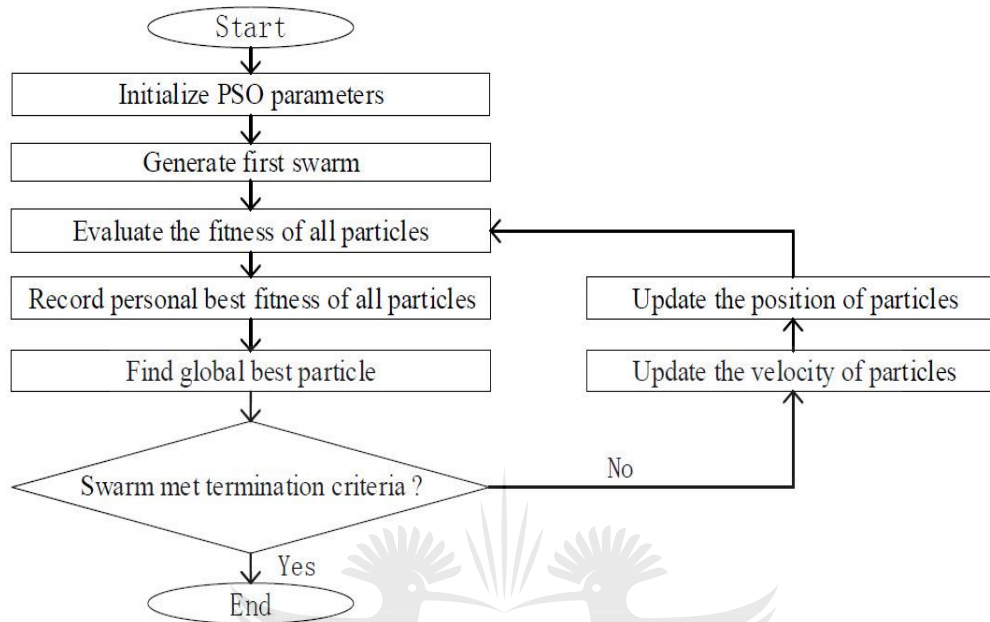 Start
Initialize PSO parameters
Generate first swarm
Evaluate the fitness of all particles
Record personal best fitness of all particles
Find global best particle
Swarm met termination criteria ?
No
Update the velocity of particles
Update the position of particles
Yes
End